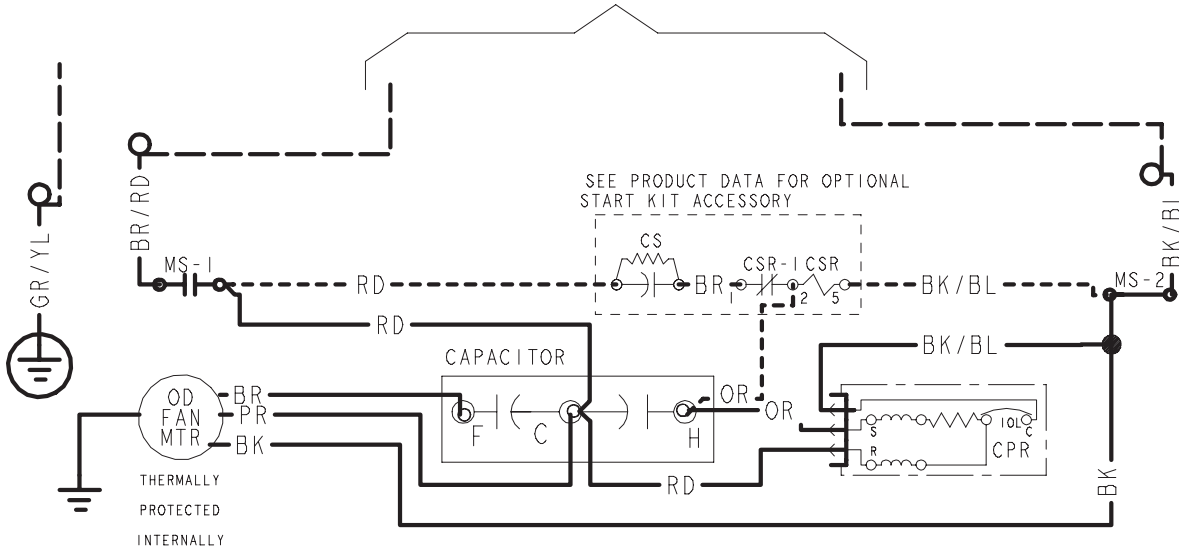 SEE PRODUCT DATA FOR OPTIONAL
START KIT ACCESSORY
GR/YL
BR/RD
BK/BL
MS-1
RD
CS
BR
CSR-1
CSR
1
2
5
BK/BL
MS-2
RD
BK/BL
CAPACITOR
OD
FAN
MTR
BR
PR
BK
F
C
H
OR
OR
S
R
IOL
C
CPR
RD
BK
THERMALLY
PROTECTED
INTERNALLY